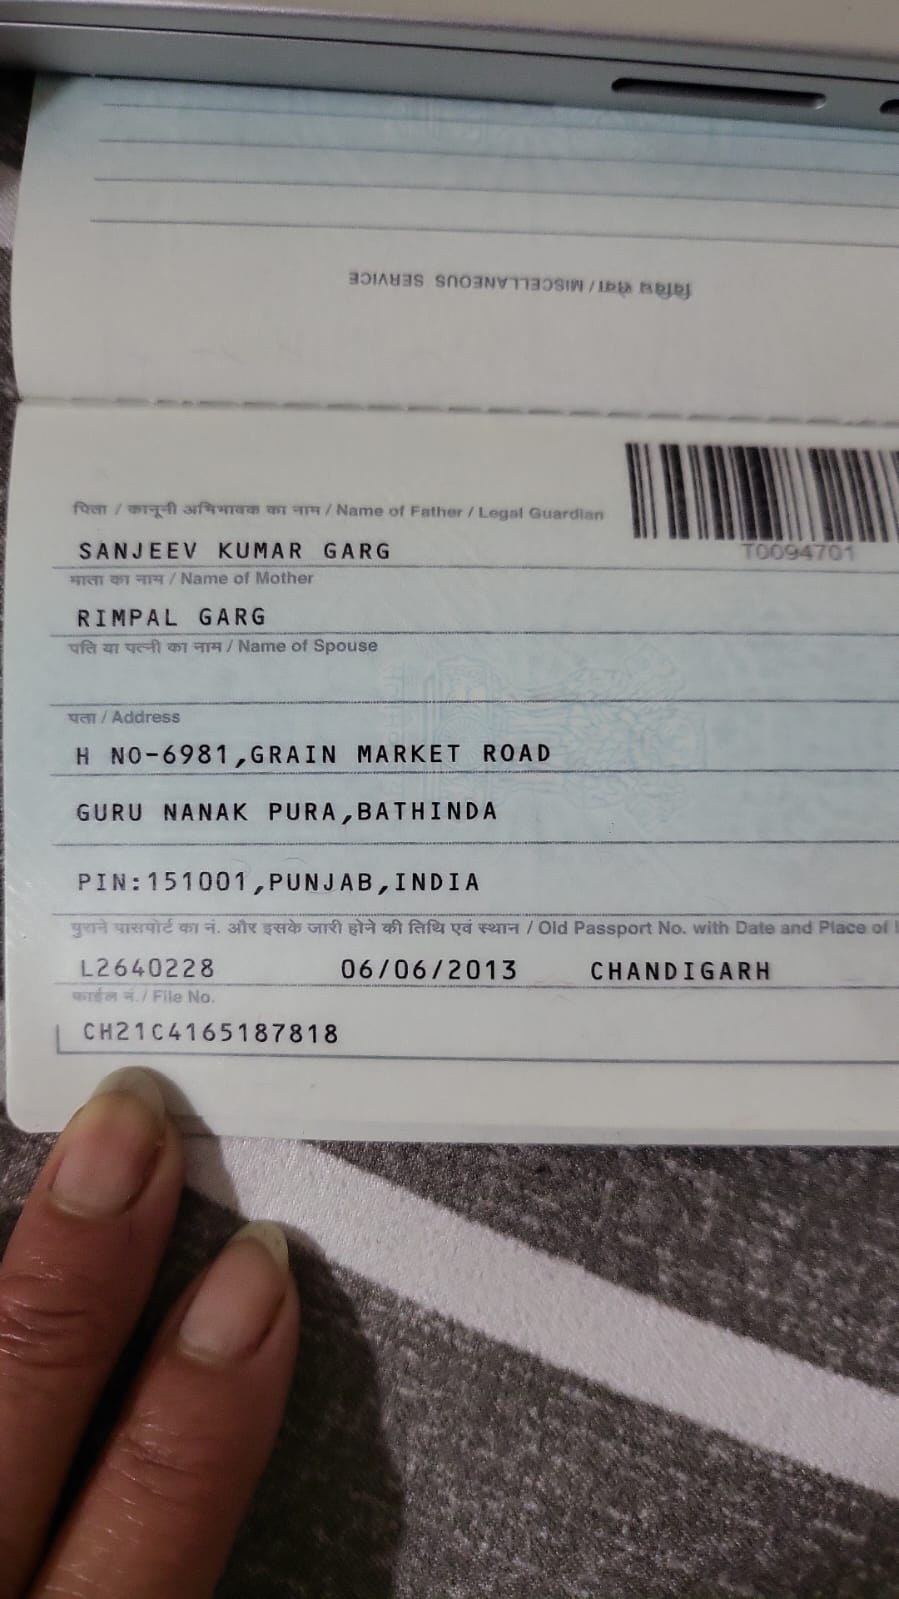 विविध सेवा / MISCELLANEOUS SERVICE
T0094701
पिता / कानूनी अभिभावक का नाम / Name of Father / Legal Guardian
SANJEEV KUMAR GARG
माता का नाम / Name of Mother
RIMPAL GARG
पति या पत्नी का नाम / Name of Spouse
पता / Address
H NO-6981,GRAIN MARKET ROAD
GURU NANAK PURA,BATHINDA
PIN:151001,PUNJAB,INDIA
पुराने पासपोर्ट का नं. और इसके जारी होने की तिथि एवं स्थान / Old Passport No. with Date and Place of
L2640228 06/06/2013 CHANDIGARH
फाईल नं./ File No.
CH21C4165187818